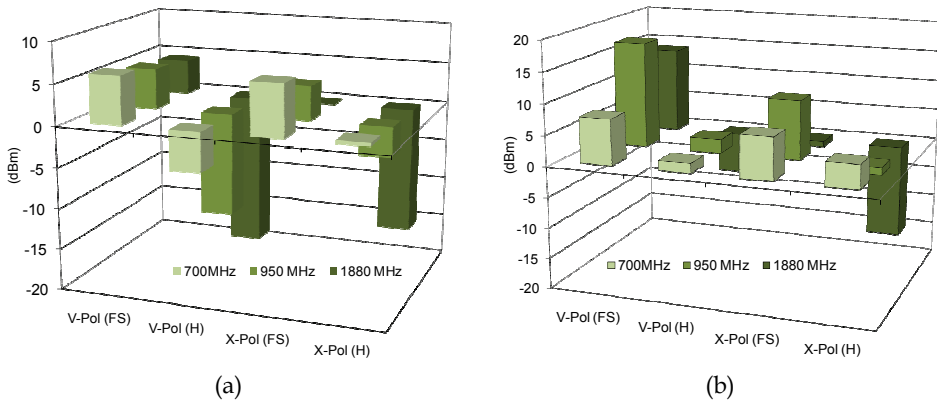 10
5
0
-5
-10
-15
-20
(dBm)
700MHz 950 MHz 1880 MHz
V-Pol (FS)
V-Pol (H)
X-Pol (FS)
X-Pol (H)
(a)
20
15
10
5
0
-5
-10
-15
-20
(dBm)
700MHz 950 MHz 1880 MHz
V-Pol (FS)
V-Pol (H)
X-Pol (FS)
X-Pol (H)
(b)